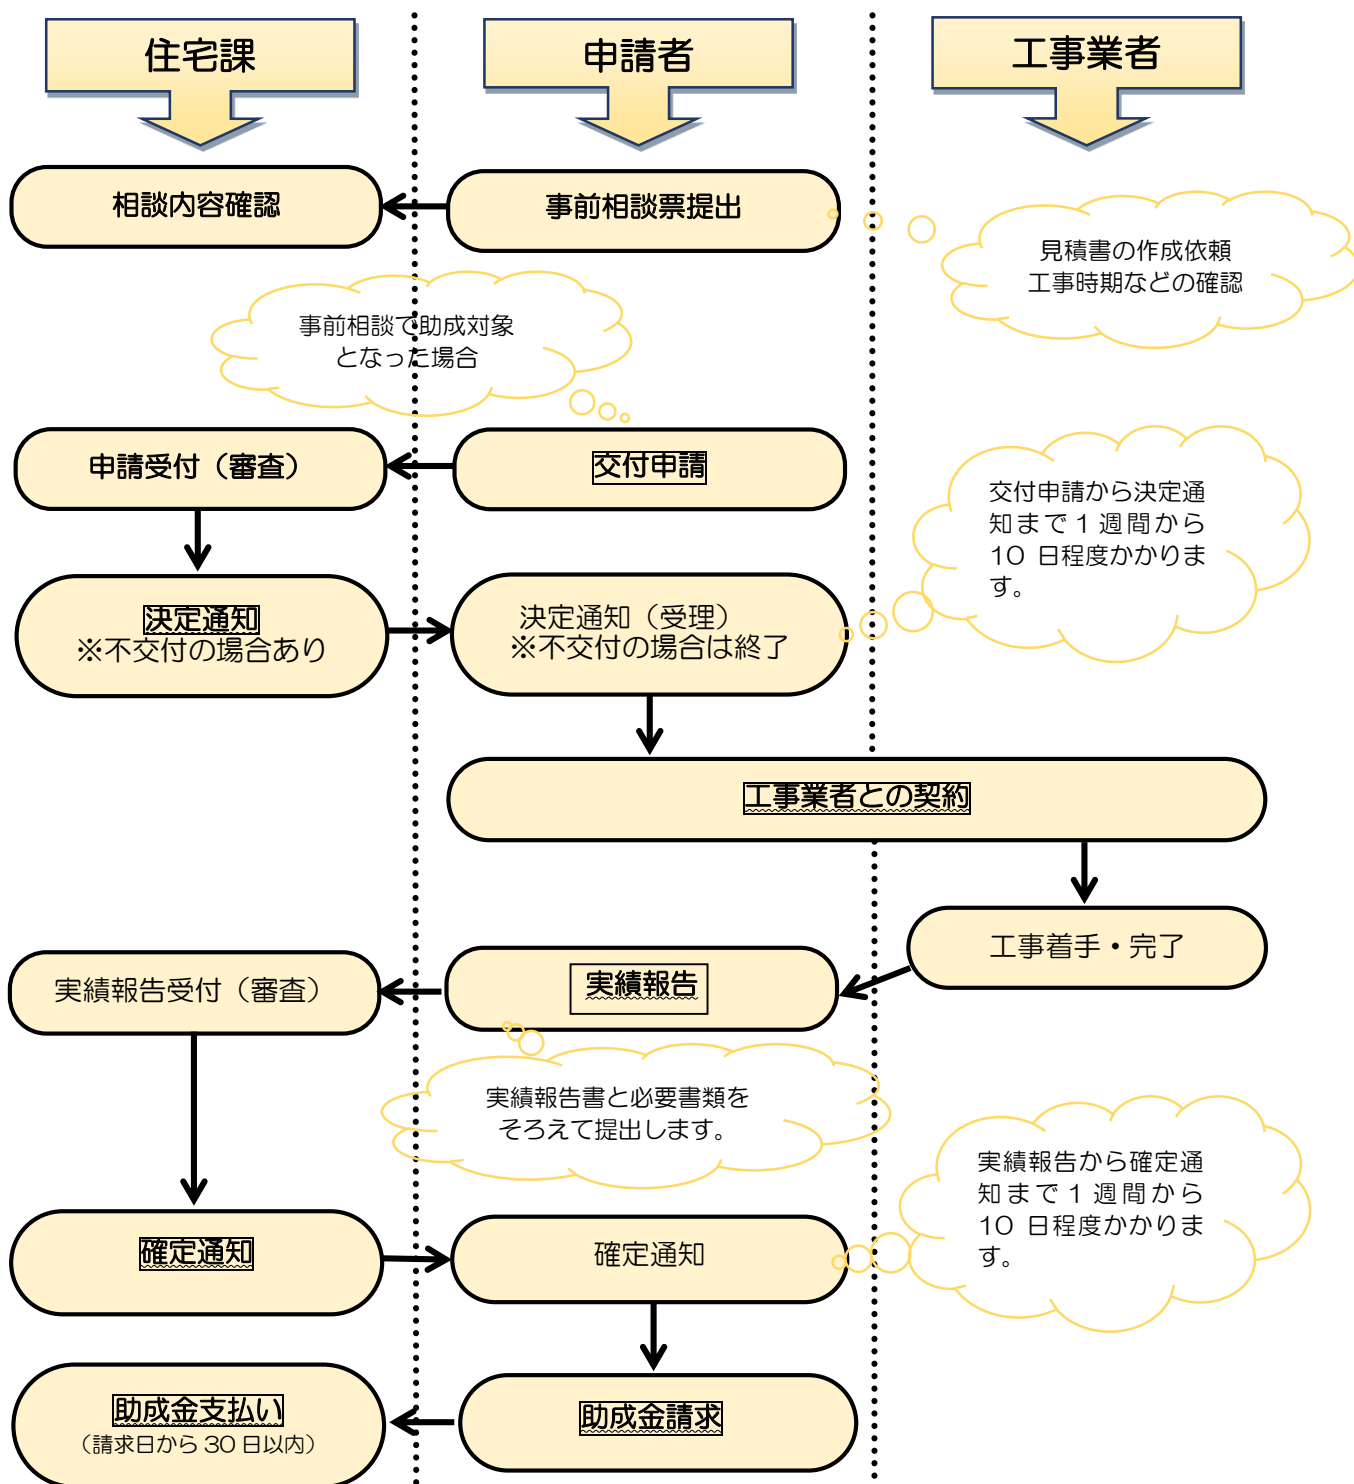 住宅課
申請者
工事業者
相談内容確認
事前相談票提出
見積書の作成依頼
工事時期などの確認
事前相談で助成対象
となった場合
申請受付（審査）
交付申請
交付申請から決定通
知まで１週間から
10 日程度かかりま
す。
決定通知
※不交付の場合あり
決定通知（受理）
※不交付の場合は終了
工事業者との契約
工事着手・完了
実績報告受付（審査）
実績報告
実績報告書と必要書類を
そろえて提出します。
実績報告から確定通
知まで１週間から
10 日程度かかりま
す。
確定通知
確定通知
助成金支払い
（請求日から 30 日以内）
助成金請求